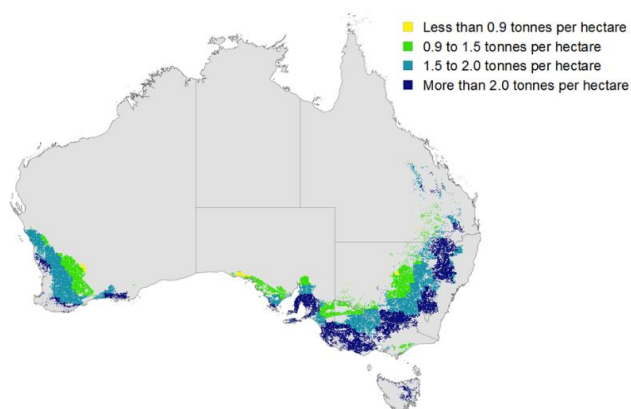 Less than 0.9 tonnes per hectare
0.9 to 1.5 tonnes per hectare
1.5 to 2.0 tonnes per hectare
More than 2.0 tonnes per hectare